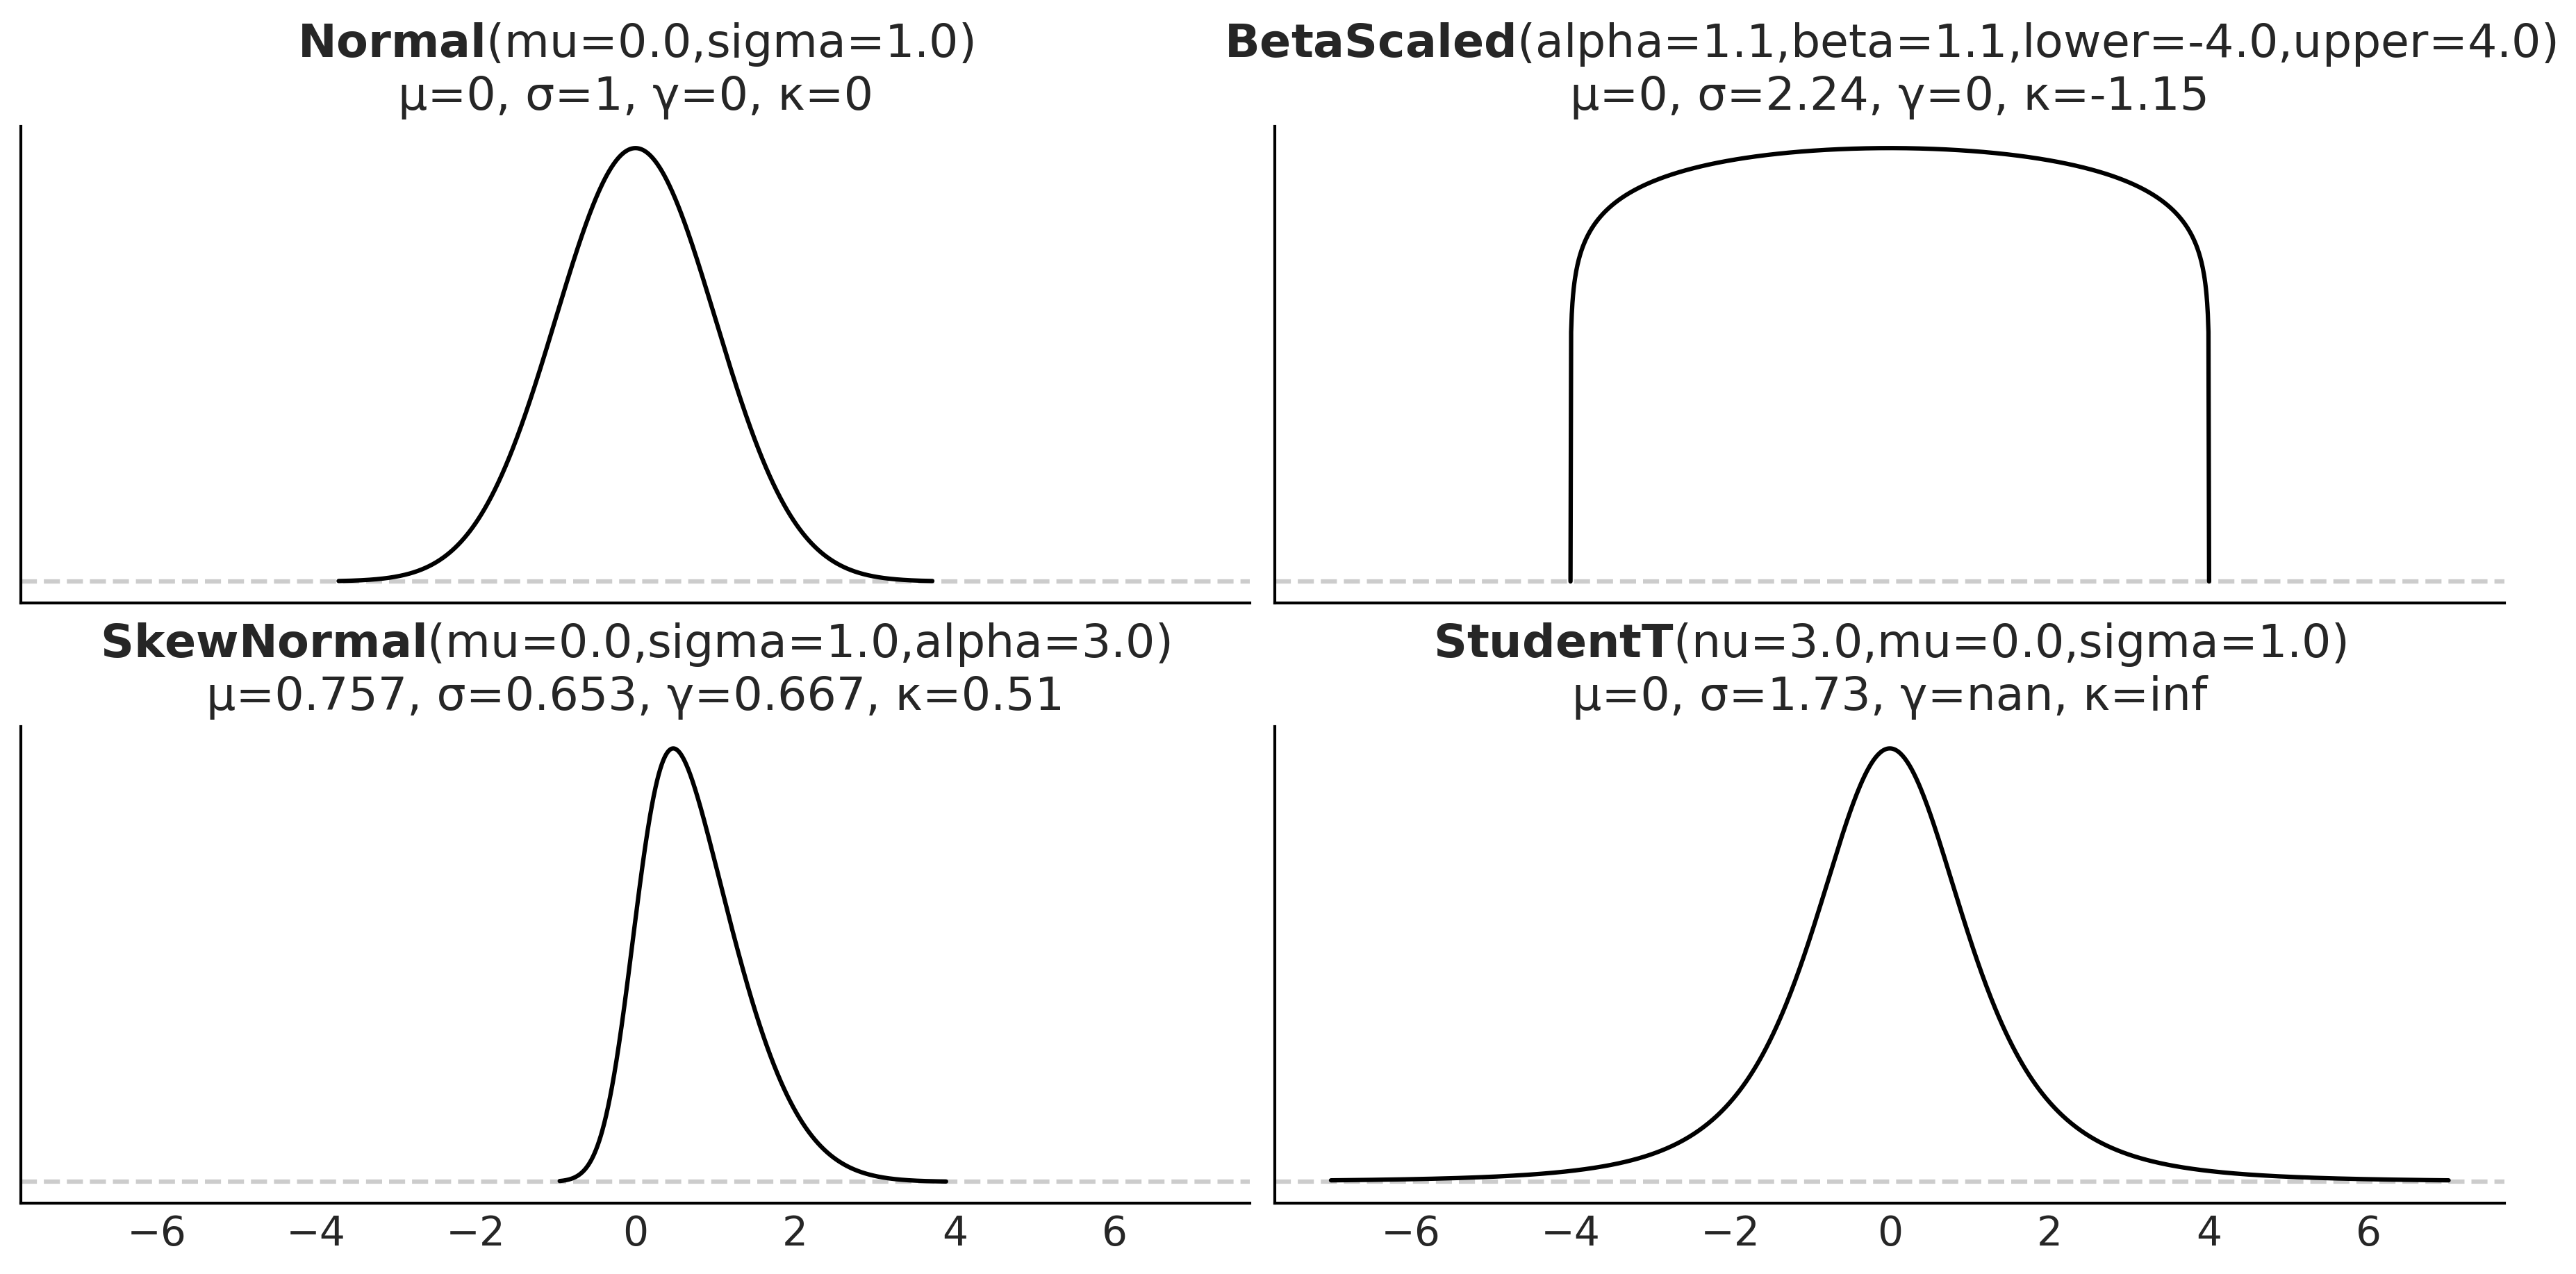 Normal(mu=0.0,sigma=1.0)
μ=0, σ=1, γ=0, κ=0
BetaScaled(alpha=1.1,beta=1.1,lower=-4.0,upper=4.0)
μ=0, σ=2.24, γ=0, κ=-1.15
SkewNormal(mu=0.0,sigma=1.0,alpha=3.0)
μ=0.757, σ=0.653, γ=0.667, κ=0.51
StudentT(nu=3.0,mu=0.0,sigma=1.0)
μ=0, σ=1.73, γ=nan, κ=inf
−6 −4 −2 0 2 4 6
−6 −4 −2 0 2 4 6